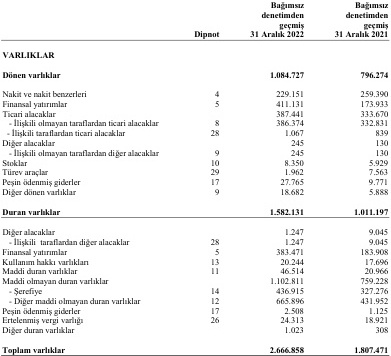 Bağımsız Bağımsız
denetimden denetimden
geçmiş geçmiş
Dipnot 31 Aralık 2022 31 Aralık 2021
VARLIKLAR
Dönen varlıklar 1.084.727 796.274
Nakit ve nakit benzerleri 4 229.151 259.390
Finansal yatırımlar 5 411.131 173.933
Ticari alacaklar 387.441 333.670
- İlişkili olmayan taraflardan ticari alacaklar 8 386.374 332.831
- İlişkili taraflardan ticari alacaklar 28 1.067 839
Diğer alacaklar 245 130
- İlişkili olmayan taraflardan diğer alacaklar 9 245 130
Stoklar 10 8.350 5.929
Türev araçlar 29 1.962 7.563
Peşin ödenmiş giderler 17 27.765 9.771
Diğer dönen varlıklar 9 18.682 5.888
Duran varlıklar 1.582.131 1.011.197
Diğer alacaklar 1.247 9.045
- İlişkili taraflardan diğer alacaklar 28 1.247 9.045
Finansal yatırımlar 5 383.471 183.908
Kullanım hakkı varlıkları 13 20.244 17.696
Maddi duran varlıklar 11 46.514 20.966
Maddi olmayan duran varlıklar 1.102.811 759.228
- Şerefiye 14 436.915 327.276
- Diğer maddi olmayan duran varlıklar 12 665.896 431.952
Peşin ödenmiş giderler 17 2.508 1.125
Ertelenmiş vergi varlığı 26 24.313 18.921
Diğer duran varlıklar 1.023 308
Toplam varlıklar 2.666.858 1.807.471